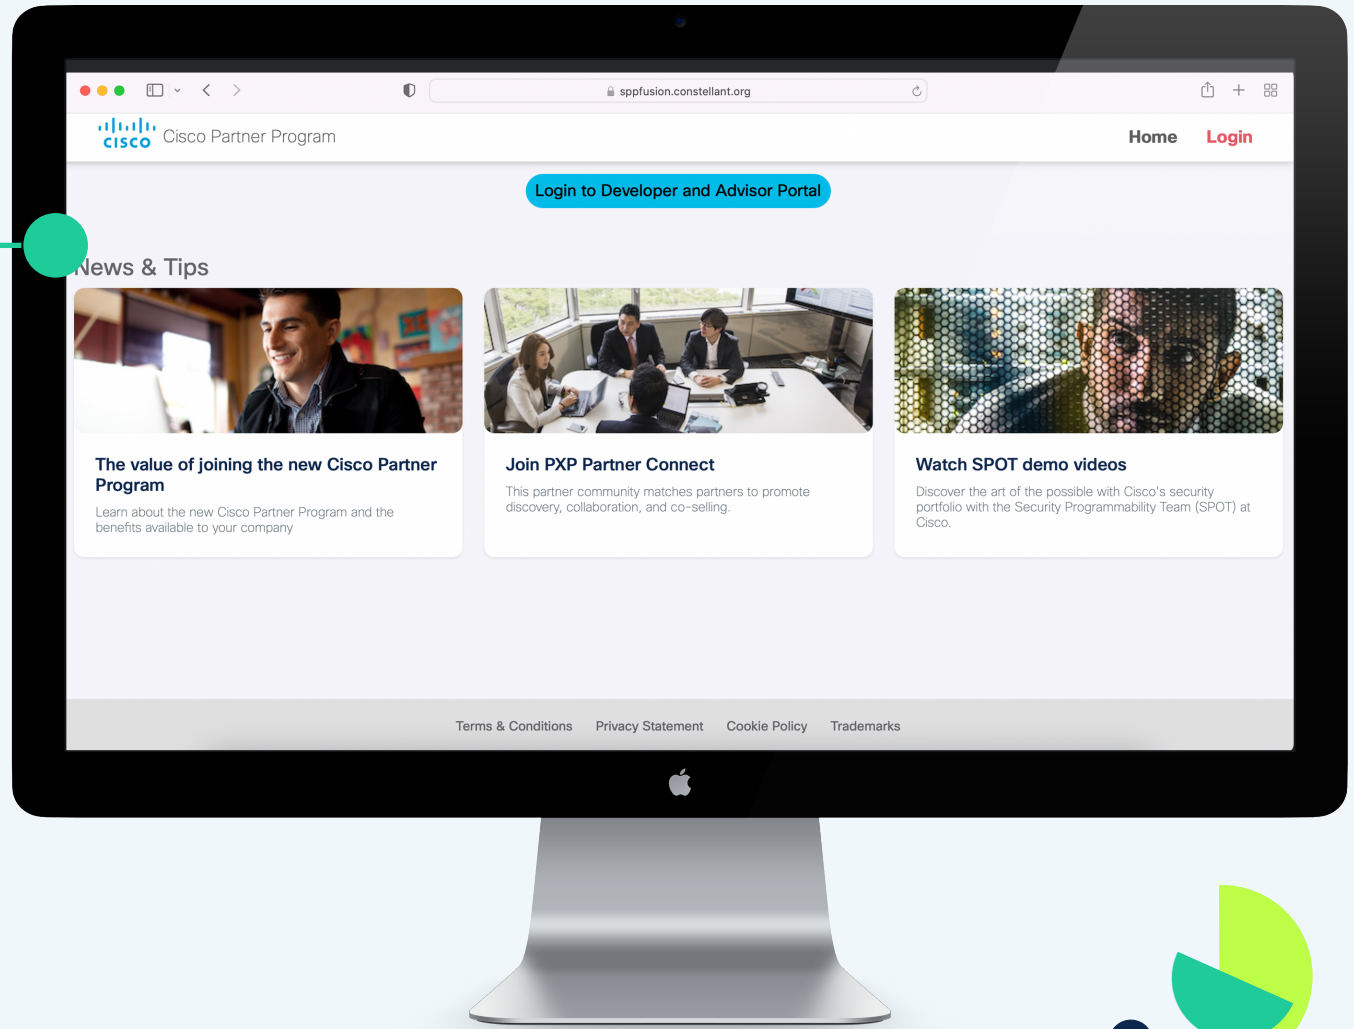 sppfusion.constellant.org
CISCO Cisco Partner Program
Home Login
Login to Developer and Advisor Portal
News & Tips
The value of joining the new Cisco Partner
Program
Learn about the new Cisco Partner Program and the
benefits available to your company
Join PXP Partner Connect
This partner community matches partners to promote
discovery, collaboration, and co-selling.
Watch SPOT demo videos
Discover the art of the possible with Cisco's security
portfolio with the Security Programmability Team (SPOT) at
Cisco.
Terms & Conditions Privacy Statement Cookie Policy Trademarks